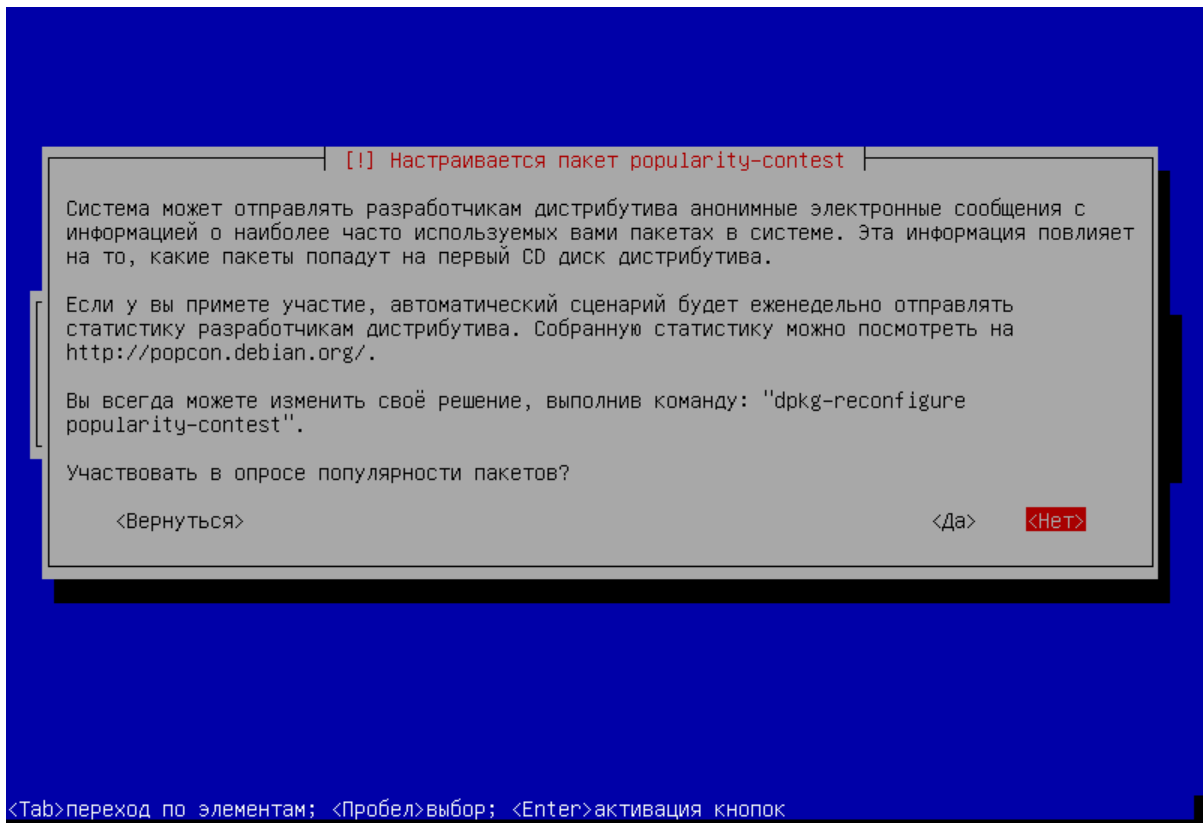 [!] Настраивается пакет popularity-contest
Система может отправлять разработчикам дистрибутива анонимные электронные сообщения с
информацией о наиболее часто используемых вами пакетах в системе. Эта информация повлияет
на то, какие пакеты попадут на первый CD диск дистрибутива.
Если у вы примете участие, автоматический сценарий будет еженедельно отправлять
статистику разработчикам дистрибутива. Собранную статистику можно посмотреть на
http://popcon.debian.org/.
Вы всегда можете изменить своё решение, выполнив команду: "dpkg-reconfigure
popularity-contest".
Участвовать в опросе популярности пакетов?
<Вернуться> <Да> <Нет>
<Tab>переход по элементам; <Пробел>выбор; <Enter>активация кнопок